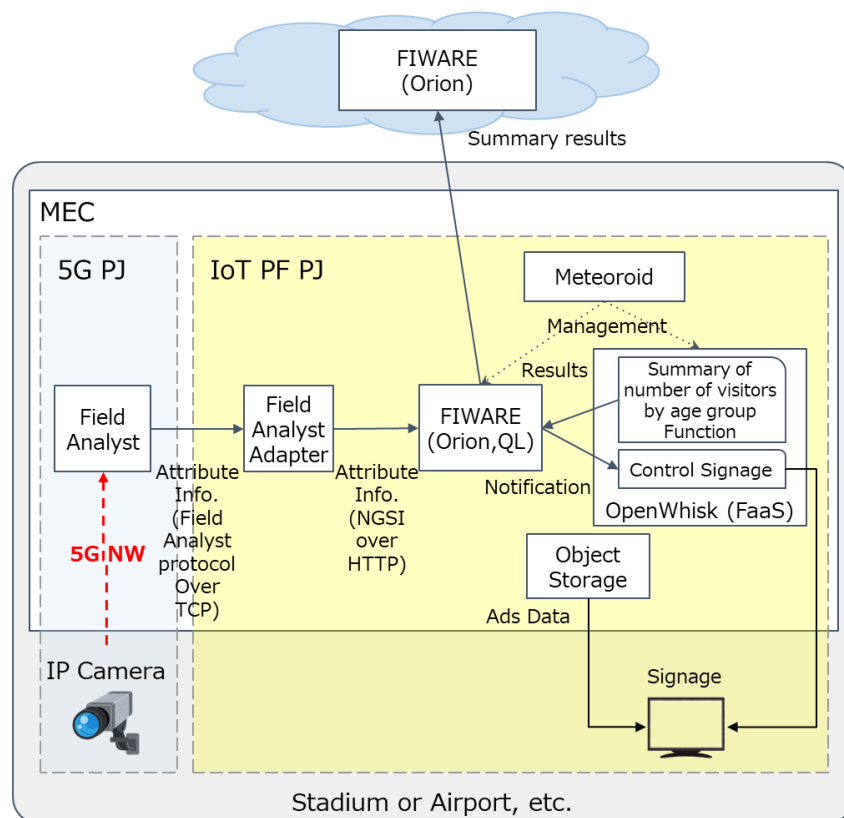 FIWARE
(Orion)
Summary results
MEC
5G PJ
IoT PF PJ
Meteoroid
Management
Results
Summary of
number of visitors
by age group
Function
Field
Analyst
Field
Analyst
Adapter
FIWARE
(Orion,QL)
Control Signage
Notification
OpenWhisk (FaaS)
Attribute
Info.
(Field
Analyst
protocol
Over
TCP)
Attribute
Info.
(NGSI
over
HTTP)
5G NW
Object
Storage
Ads Data
IP Camera
Signage
Stadium or Airport, etc.